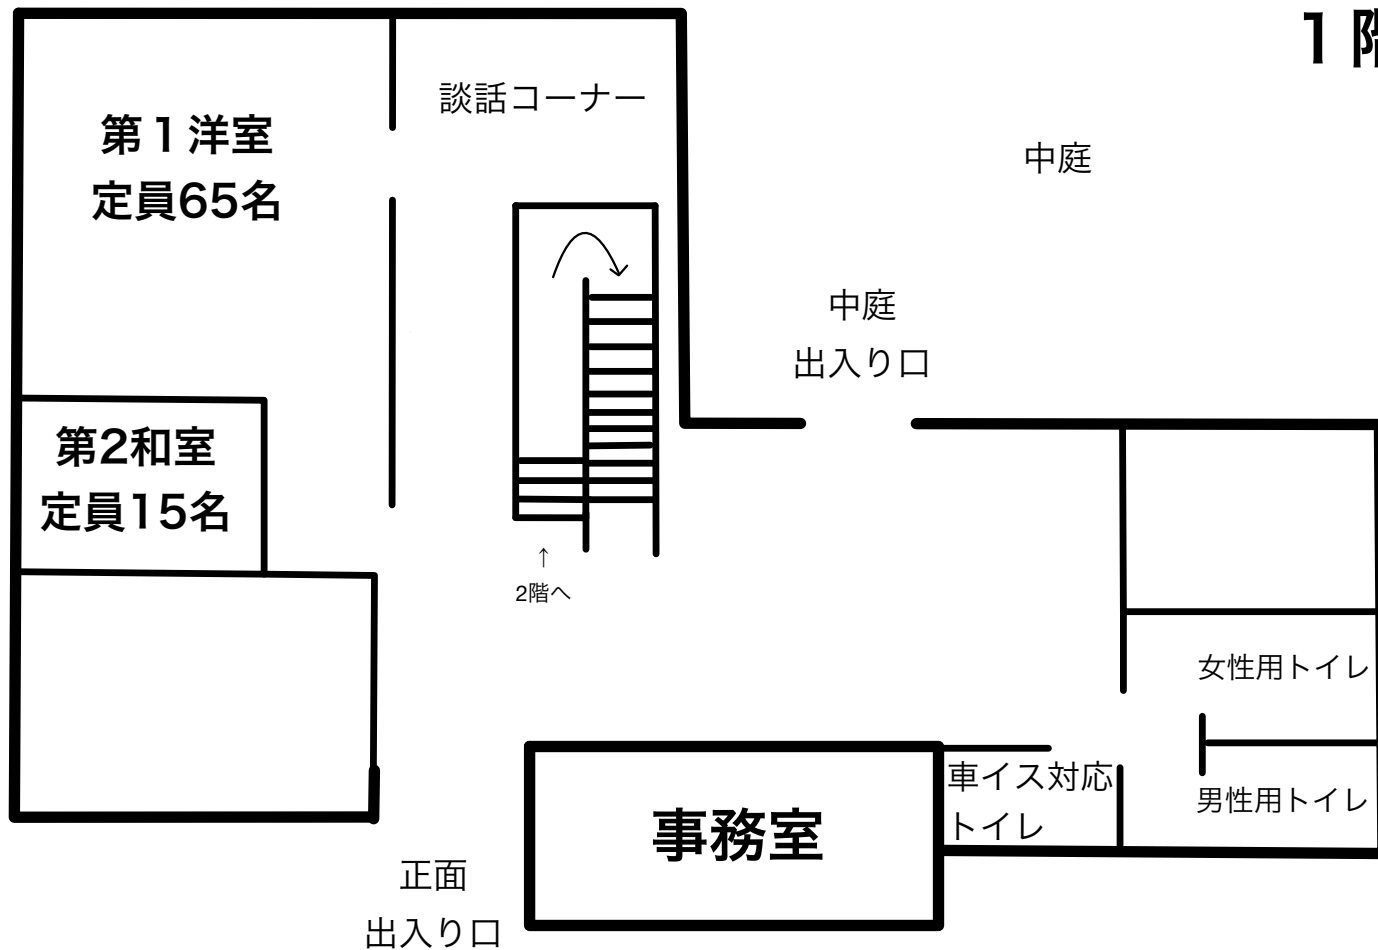 1階
談話コーナー
第1洋室
定員65名
中庭
中庭
出入り口
第2和室
定員15名
↑
2階へ
女性用トイレ
車イス対応
トイレ
男性用トイレ
事務室
正面
出入り口